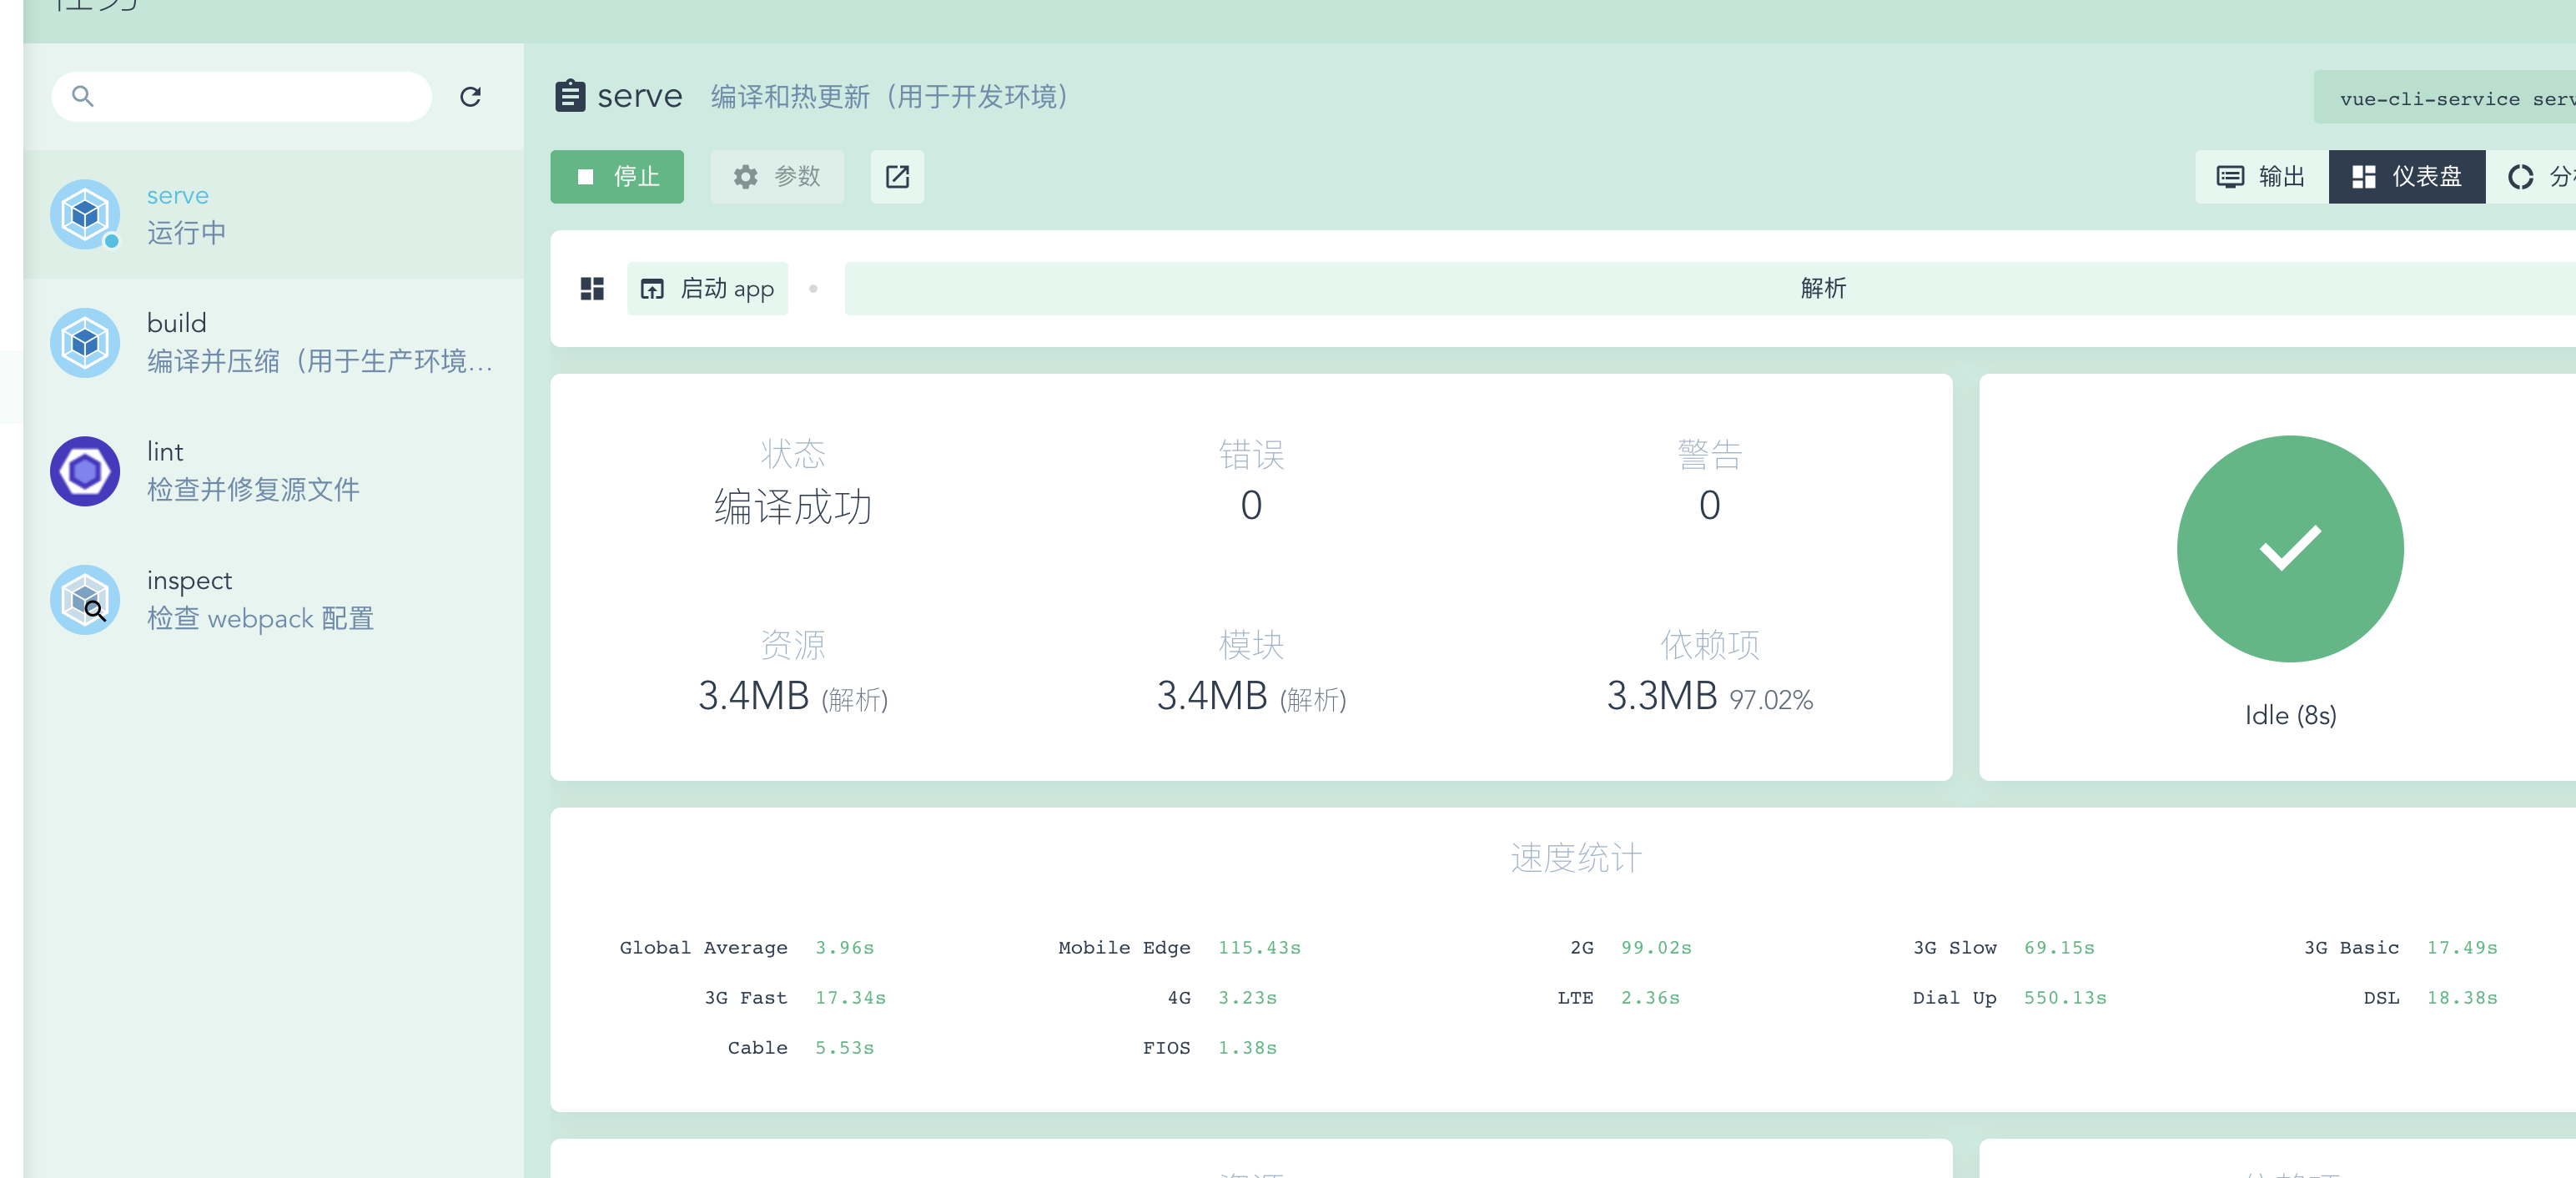 serve
运行中
build
编译并压缩（用于生产环境...
lint
检查并修复源文件
inspect
检查 webpack 配置
serve 编译和热更新（用于开发环境）
vue-cli-service serv
停止 参数
输出 仪表盘
启动 app 解析
状态 错误 警告
编译成功 0 0
资源 模块 依赖项
3.4MB (解析) 3.4MB (解析) 3.3MB 97.02%
Idle (8s)
速度统计
Global Average 3.96s Mobile Edge 115.43s 2G 99.02s 3G Slow 69.15s 3G Basic 17.49s
3G Fast 17.34s 4G 3.23s LTE 2.36s Dial Up 550.13s DSL 18.38s
Cable 5.53s FIOS 1.38s